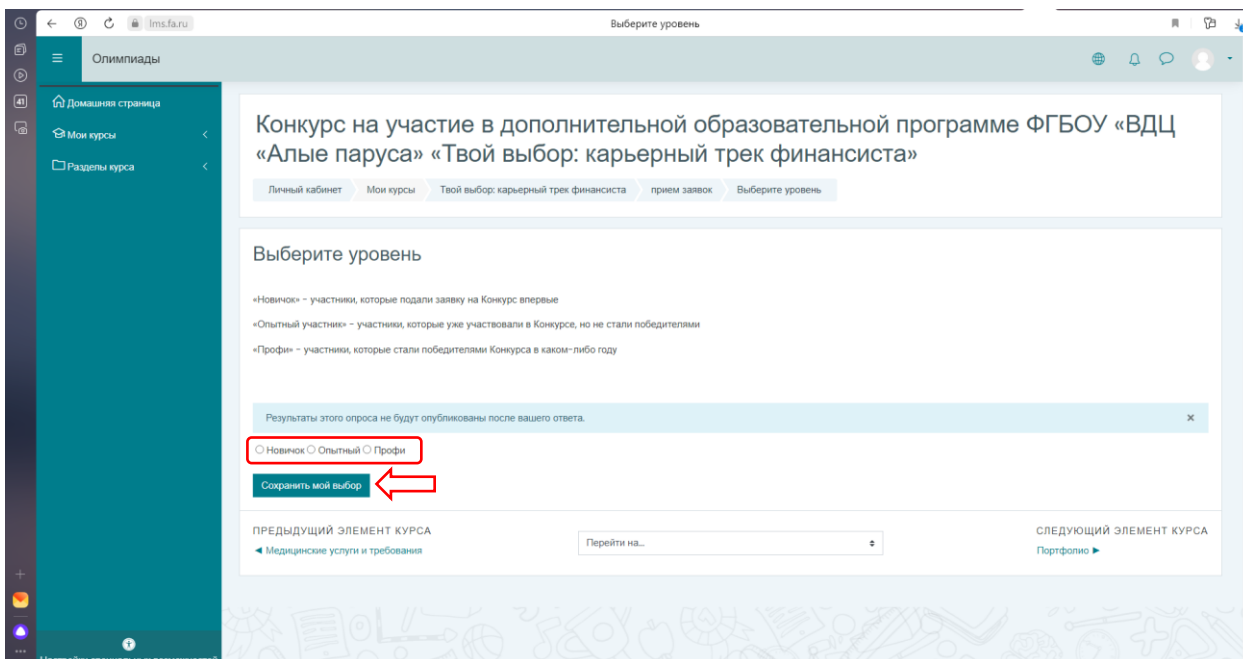 lms.fa.ru
Выберите уровень
41
Олимпиады
Домашняя страница
Мои курсы
Разделы курса
Конкурс на участие в дополнительной образовательной программе ФГБОУ «ВДЦ
«Алые паруса» «Твой выбор: карьерный трек финансиста»
Личный кабинет Мои курсы Твой выбор: карьерный трек финансиста прием заявок Выберите уровень
Выберите уровень
«Новичок» - участники, которые подали заявку на Конкурс впервые
«Опытный участник» - участники, которые уже участвовали в Конкурсе, но не стали победителями
«Профи» - участники, которые стали победителями Конкурса в каком-либо году
Результаты этого опроса не будут опубликованы после вашего ответа.
Новичок Опытный Профи
Сохранить мой выбор
ПРЕДЫДУЩИЙ ЭЛЕМЕНТ КУРСА
◄ Медицинские услуги и требования
Перейти на...
СЛЕДУЮЩИЙ ЭЛЕМЕНТ КУРСА
Портфолио ►